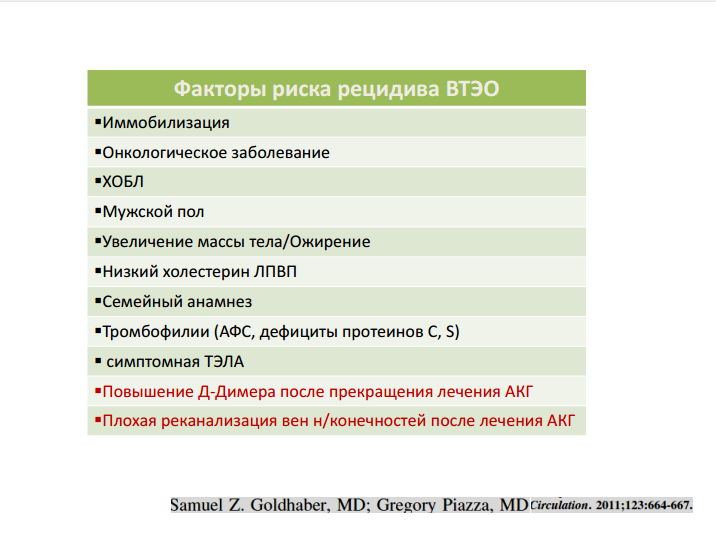 Факторы риска рецидива ВТЭО
▪Иммобилизация
▪Онкологическое заболевание
▪ХОБЛ
▪Мужской пол
▪Увеличение массы тела/Ожирение
▪Низкий холестерин ЛПВП
▪Семейный анамнез
▪Тромбофилии (АФС, дефициты протеинов С, S)
▪ симптомная ТЭЛА
▪Повышение Д-Димера после прекращения лечения АКГ
▪Плохая реканализация вен н/конечностей после лечения АКГ
Samuel Z. Goldhaber, MD; Gregory Piazza, MD Circulation. 2011;123:664-667.